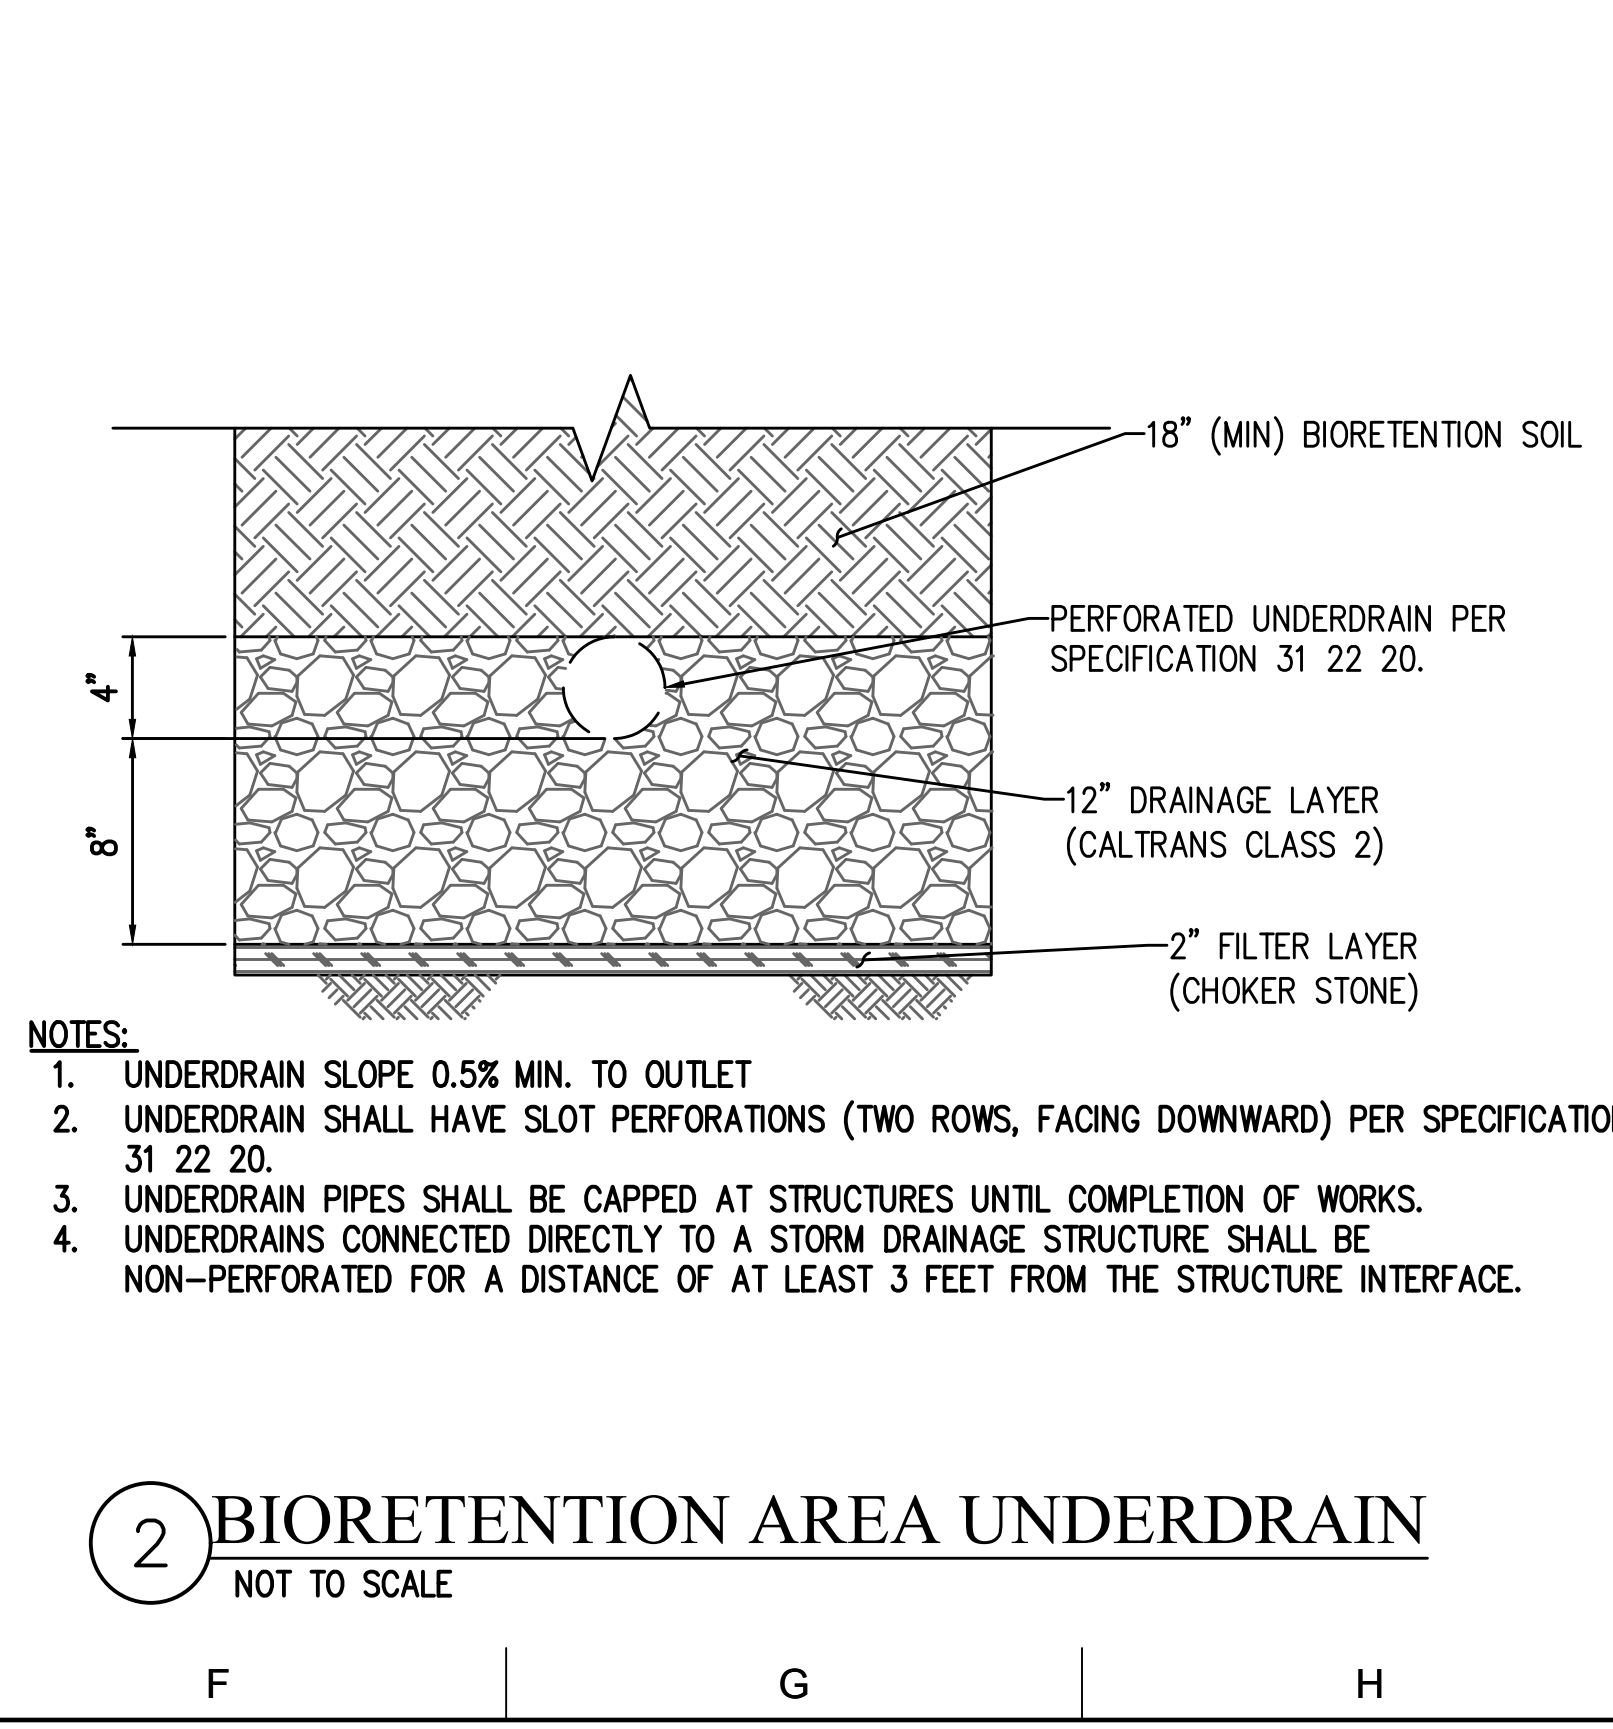 18" (MIN) BIORETENTION SOIL
PERFORATED UNDERDRAIN PER
SPECIFICATION 31 22 20.
4"
12" DRAINAGE LAYER
(CALTRANS CLASS 2)
8"
2" FILTER LAYER
(CHOKER STONE)
NOTES:
1. UNDERDRAIN SLOPE 0.5% MIN. TO OUTLET
2. UNDERDRAIN SHALL HAVE SLOT PERFORATIONS (TWO ROWS, FACING DOWNWARD) PER SPECIFICATION
31 22 20.
3. UNDERDRAIN PIPES SHALL BE CAPPED AT STRUCTURES UNTIL COMPLETION OF WORKS.
4. UNDERDRAINS CONNECTED DIRECTLY TO A STORM DRAINAGE STRUCTURE SHALL BE
NON-PERFORATED FOR A DISTANCE OF AT LEAST 3 FEET FROM THE STRUCTURE INTERFACE.
2 BIORETENTION AREA UNDERDRAIN
NOT TO SCALE
F G H